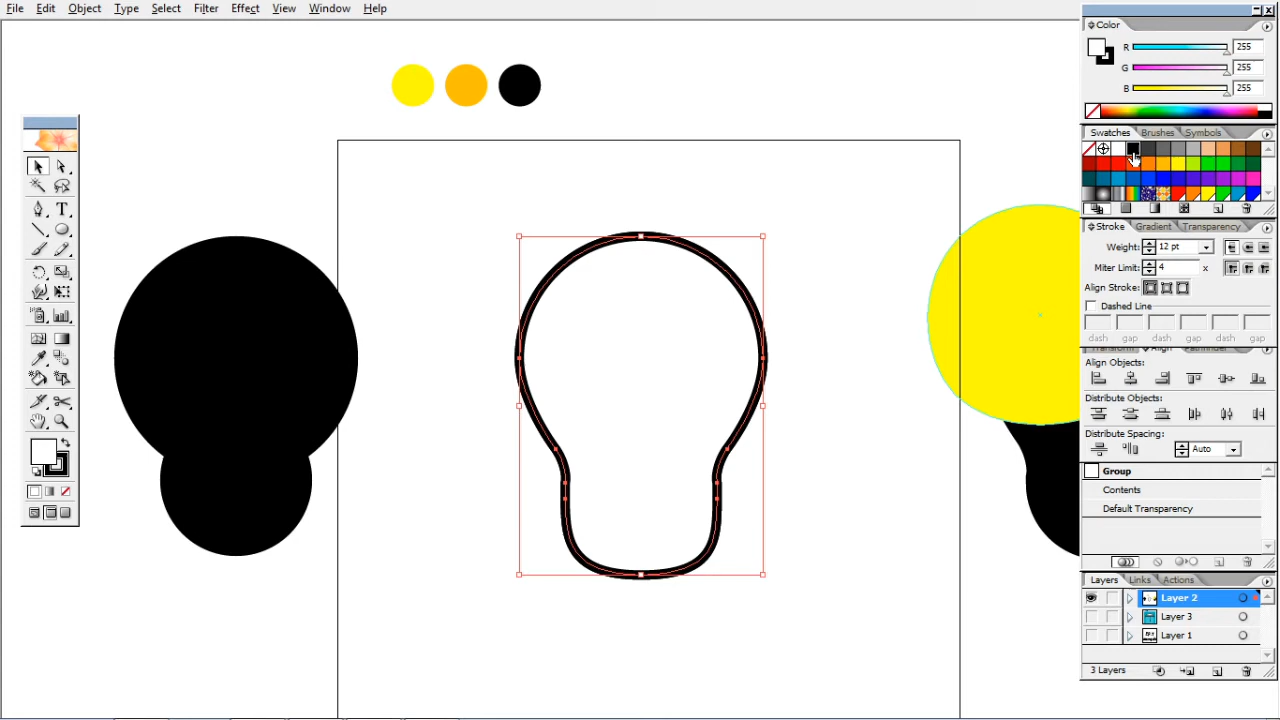 File Edit Object Type Select Filter Effect View Window Help
Color
R 255
G 255
B 255
Swatches Brushes Symbols
Stroke Gradient Transparency
Weight: 12 pt
Miter Limit: 4 x
Align Stroke:
Dashed Line
dash gap dash gap dash gap
Transform Align Pathfinder
Align Objects:
Distribute Objects:
Distribute Spacing:
Auto
Group
Contents
Default Transparency
Layers Links Actions
Layer 2
Layer 3
Layer 1
3 Layers